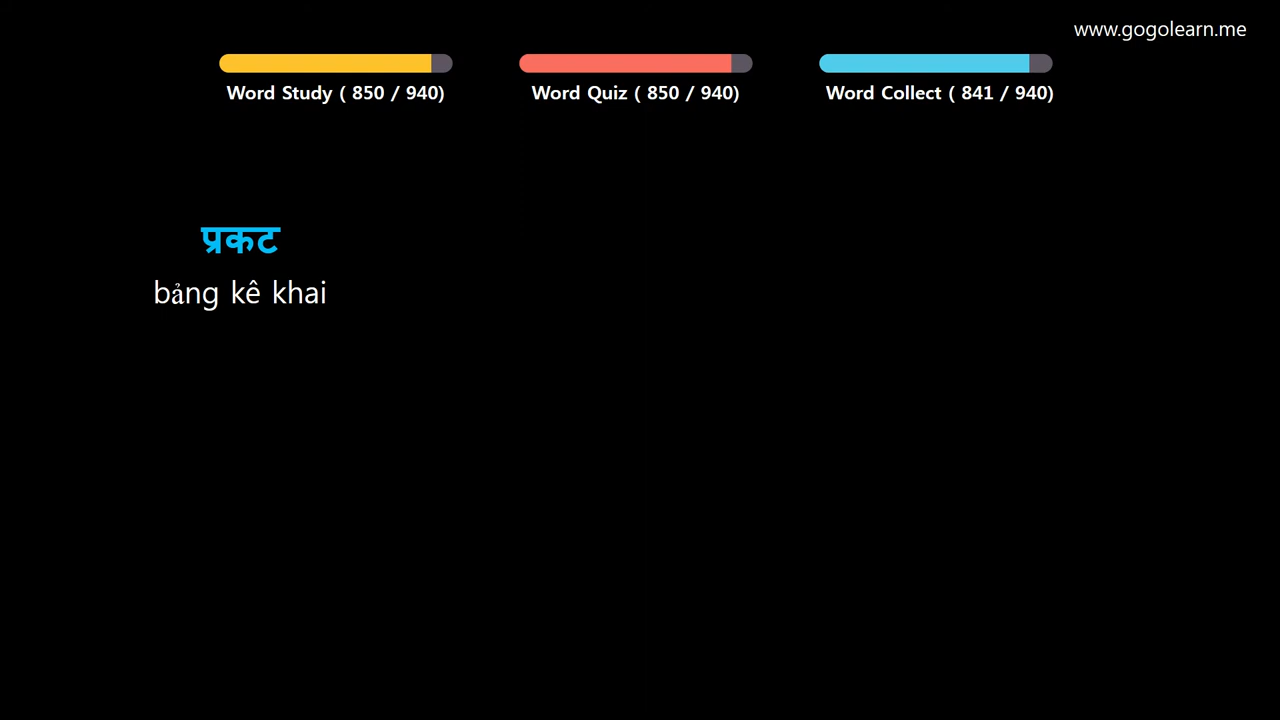 www.gogolearn.me
Word Study ( 850 / 940)
Word Quiz ( 850 / 940)
Word Collect ( 841 / 940)
प्रकट
bảng kê khai